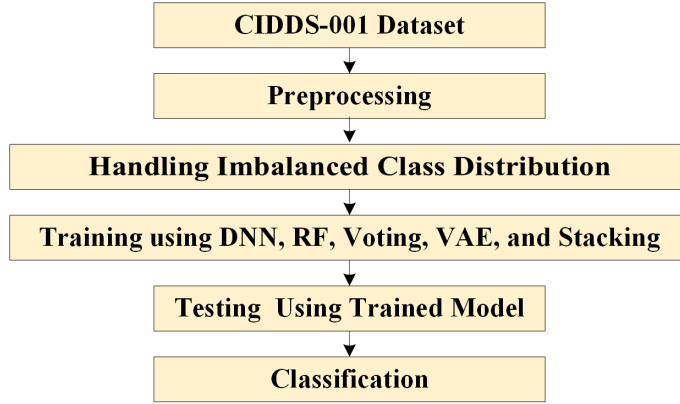 CIDDS-001 Dataset
Preprocessing
Handling Imbalanced Class Distribution
Training using DNN, RF, Voting, VAE, and Stacking
Testing Using Trained Model
Classification